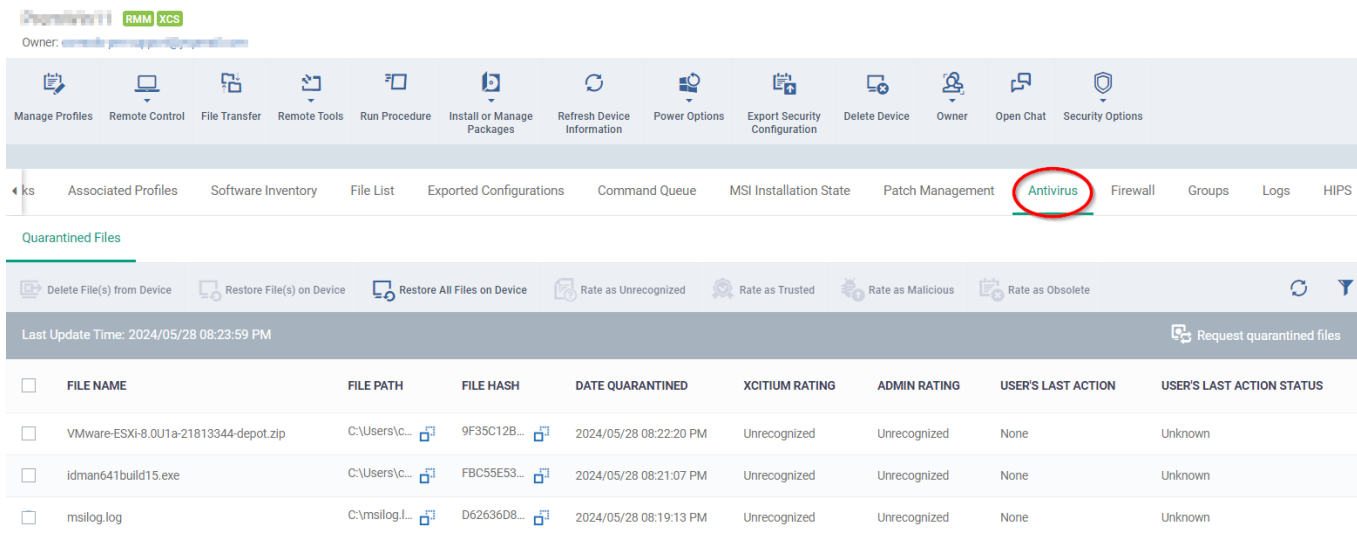 RMM XCS
Owner:
Manage Profiles Remote Control File Transfer Remote Tools Run Procedure Install or Manage Packages Refresh Device Information Power Options Export Security Configuration Delete Device Owner Open Chat Security Options
ks Associated Profiles Software Inventory File List Exported Configurations Command Queue MSI Installation State Patch Management Antivirus Firewall Groups Logs HIPS
Quarantined Files
Delete File(s) from Device Restore File(s) on Device Restore All Files on Device Rate as Unrecognized Rate as Trusted Rate as Malicious Rate as Obsolete
Last Update Time: 2024/05/28 08:23:59 PM Request quarantined files
FILE NAME FILE PATH FILE HASH DATE QUARANTINED XCITIUM RATING ADMIN RATING USER'S LAST ACTION USER'S LAST ACTION STATUS
VMware-ESXi-8.0U1a-21813344-depot.zip C:\Users\c... 9F35C12B... 2024/05/28 08:22:20 PM Unrecognized Unrecognized None Unknown
idman641build15.exe C:\Users\c... FBC55E53... 2024/05/28 08:21:07 PM Unrecognized Unrecognized None Unknown
msilog.log C:\msilog.l... D62636D8... 2024/05/28 08:19:13 PM Unrecognized Unrecognized None Unknown